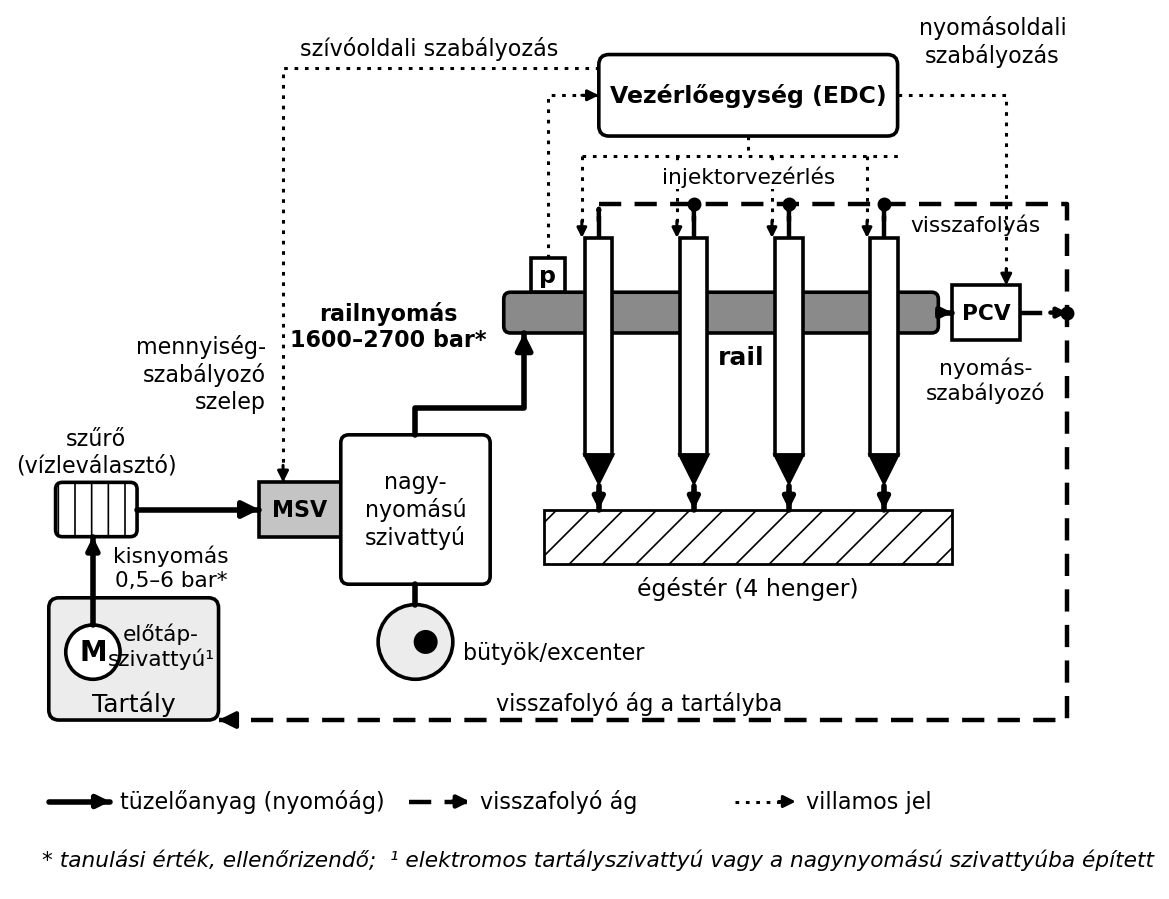 nyomásoldali
szabályozás
szívóoldali szabályozás
Vezérlőegység (EDC)
injektorvezérlés
visszafolyás
p
railnyomás
1600–2700 bar*
PCV
rail
nyomás-
szabályozó
mennyiség-
szabályozó
szelep
szűrő
(vízleválasztó)
MSV
nagy-
nyomású
szivattyú
kisnyomás
0,5–6 bar*
égéstér (4 henger)
M
előtáp-
szivattyú¹
Tartály
bütyök/excenter
visszafolyó ág a tartályba
tüzelőanyag (nyomóág)
visszafolyó ág
villamos jel
* tanulási érték, ellenőrizendő; ¹ elektromos tartályszivattyú vagy a nagynyomású szivattyúba épített